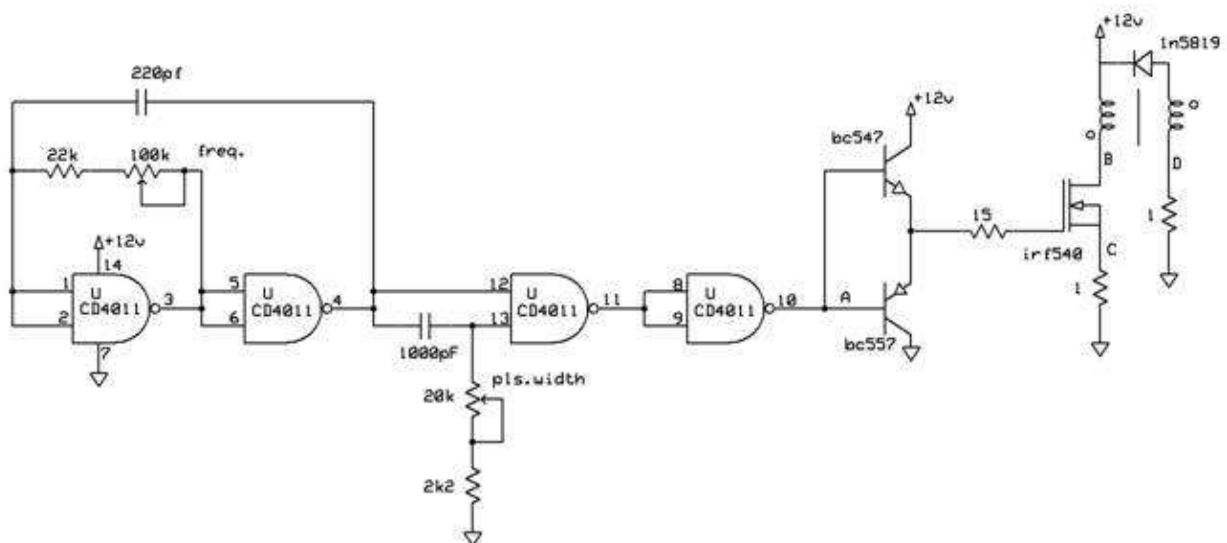 +12v
1n5819
220pf
+12v
bc547
22k
100k
freq.
B
D
+12v
14
15
1
irf540
C
1
1
2
U
CD4011
3
7
5
6
U
CD4011
4
12
13
U
CD4011
11
8
9
U
CD4011
10
A
bc557
1000pF
pls.width
20k
2k2